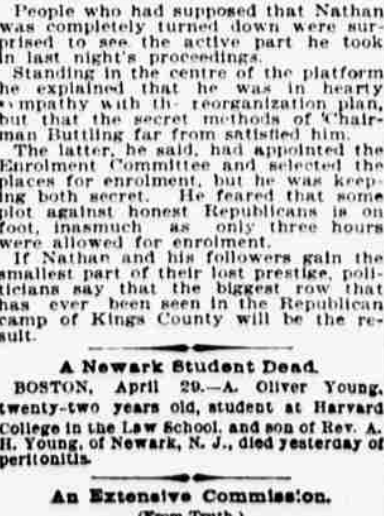 People who had supposed that Nathan
was completely turned down were sur-
prised to see the active part he took
in last night's proceedings.
Standing in the centre of the platform
he explained that he was in hearty
sympathy with the reorganization plan,
but that the secret methods of Chair-
man Buttling far from satisfied him.
The latter, he said, had appointed the
Enrolment Committee and selected the
places for enrolment, but he was keep-
ing both secret. He feared that some
plot against honest Republicans is on
foot, inasmuch as only three hours
were allowed for enrolment.
If Nathan and his followers gain the
smallest part of their lost prestige, poli-
ticians say that the biggest row that
has ever been seen in the Republican
camp of Kings County will be the re-
sult.
A Newark Student Dead.
BOSTON, April 29.—A. Oliver Young,
twenty-two years old, student at Harvard
College in the Law School, and son of Rev. A.
H. Young, of Newark, N. J., died yesterday of
peritonitis.
An Extensive Commission.
(From Truth.)